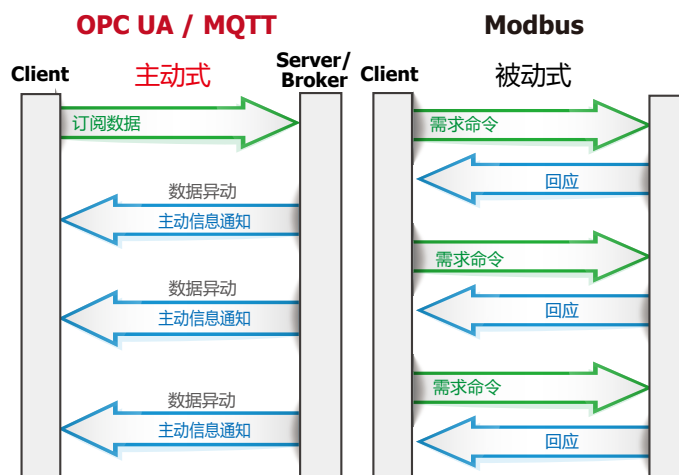 OPC UA / MQTT
Modbus
Client
主动式
Server/
Broker
Client
被动式
订阅数据
数据异动
主动信息通知
数据异动
主动信息通知
数据异动
主动信息通知
需求命令
回应
需求命令
回应
需求命令
回应